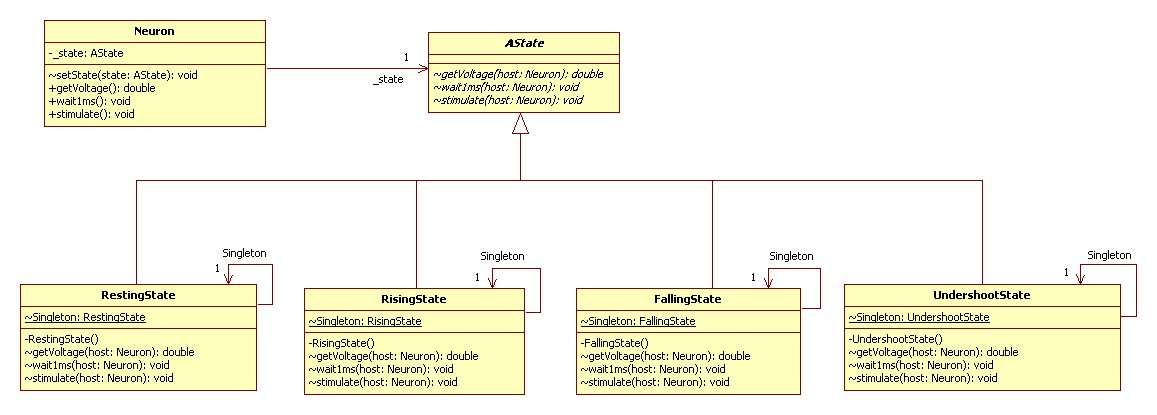 Neuron
-_state: AState
~setState(state: AState): void
+getVoltage(): double
+wait1ms(): void
+stimulate(): void
1
_state
AState
~getVoltage(host: Neuron): double
~wait1ms(host: Neuron): void
~stimulate(host: Neuron): void
Singleton
1
RestingState
~Singleton: RestingState
-RestingState()
~getVoltage(host: Neuron): double
~wait1ms(host: Neuron): void
~stimulate(host: Neuron): void
Singleton
1
RisingState
~Singleton: RisingState
-RisingState()
~getVoltage(host: Neuron): double
~wait1ms(host: Neuron): void
~stimulate(host: Neuron): void
Singleton
1
FallingState
~Singleton: FallingState
-FallingState()
~getVoltage(host: Neuron): double
~wait1ms(host: Neuron): void
~stimulate(host: Neuron): void
Singleton
1
UndershootState
~Singleton: UndershootState
-UndershootState()
~getVoltage(host: Neuron): double
~wait1ms(host: Neuron): void
~stimulate(host: Neuron): void